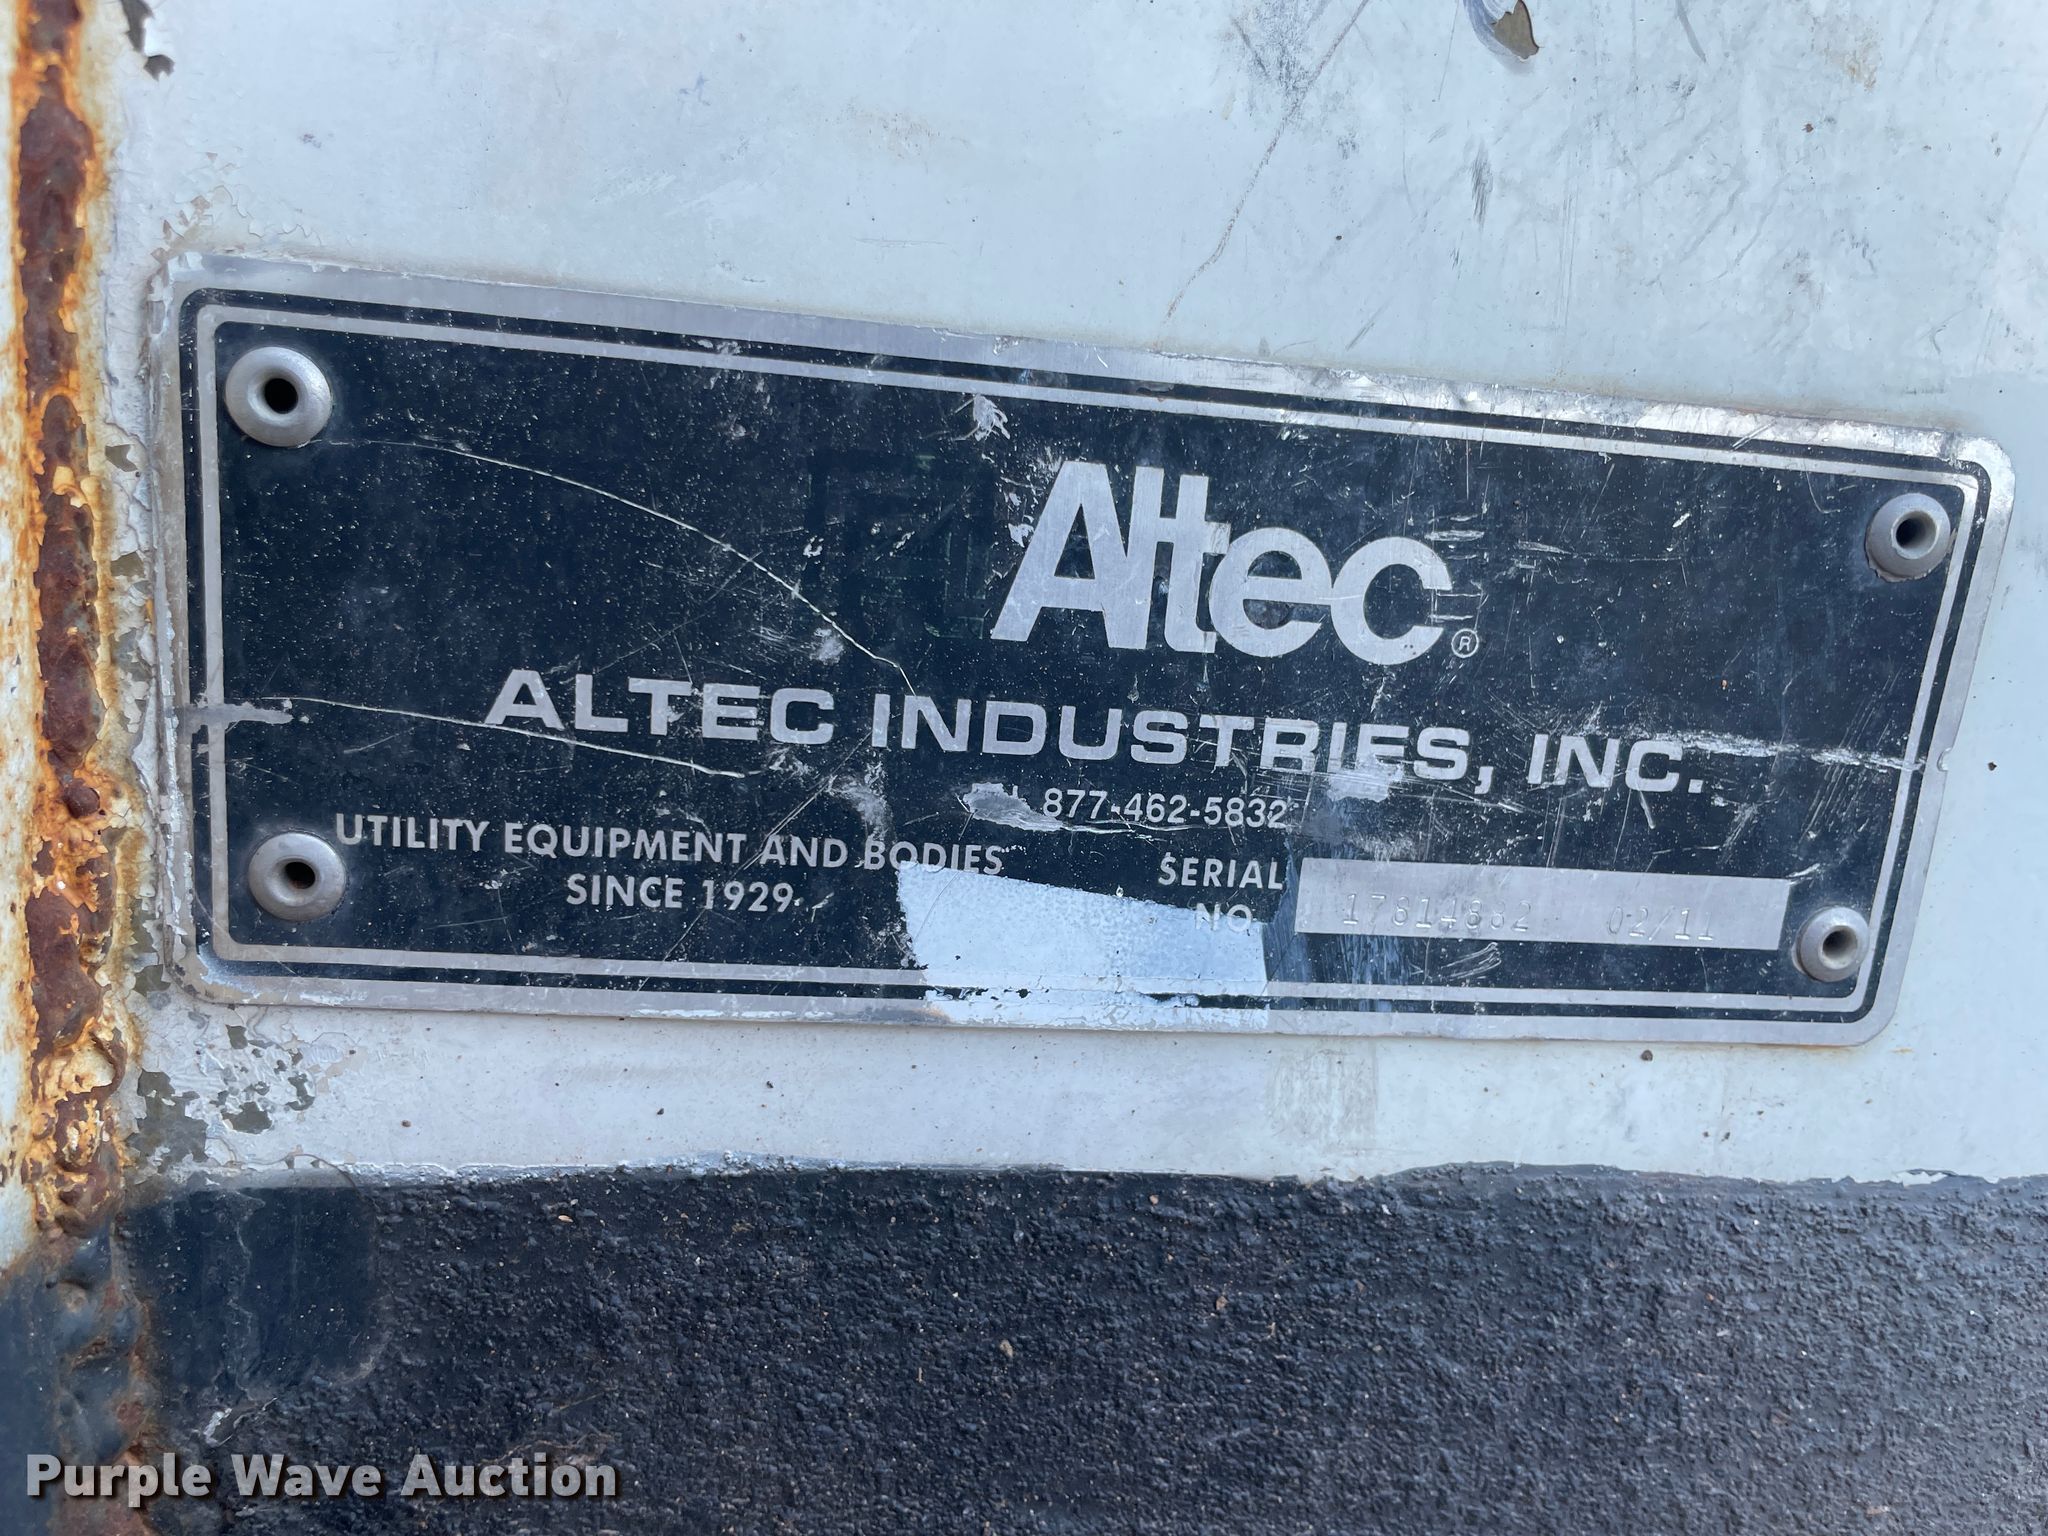 Altec®
ALTEC INDUSTRIES, INC.
877-462-5832
UTILITY EQUIPMENT AND BODIES
SINCE 1929
SERIAL
NO
17814882 02/11
Purple Wave Auction